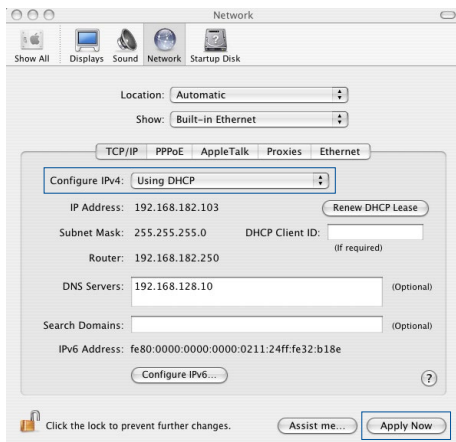 Network
Show All Displays Sound Network Startup Disk
Location: Automatic
Show: Built-in Ethernet
TCP/IP PPPoE AppleTalk Proxies Ethernet
Configure IPv4: Using DHCP
IP Address: 192.168.182.103 Renew DHCP Lease
Subnet Mask: 255.255.255.0 DHCP Client ID:
(If required)
Router: 192.168.182.250
DNS Servers: 192.168.128.10 (Optional)
Search Domains: (Optional)
IPv6 Address: fe80:0000:0000:0000:0211:24ff:fe32:b18e
Configure IPv6... ?
Click the lock to prevent further changes. Assist me... Apply Now